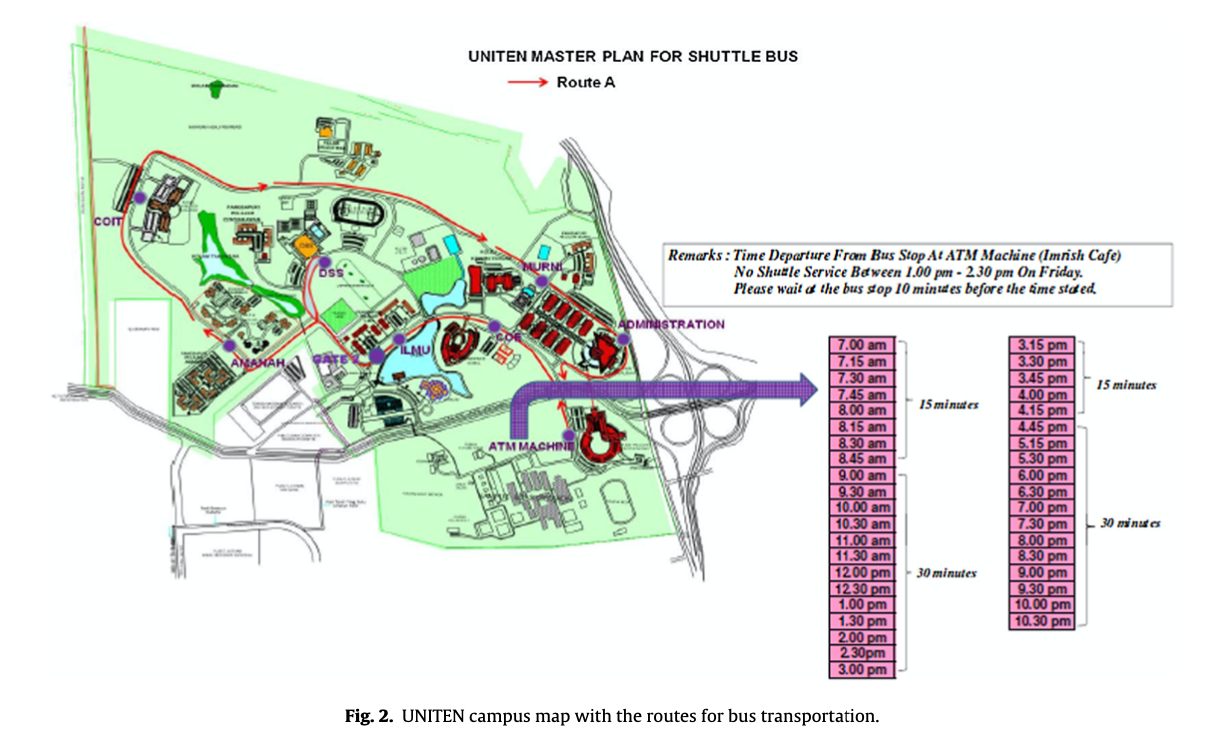 UNITEN MASTER PLAN FOR SHUTTLE BUS
Route A
COIT
DSS
MURNI
ADMINISTRATION
COE
ILMU
GATE 2
AMANAH
ATM MACHINE
Remarks : Time Departure From Bus Stop At ATM Machine (Imrish Cafe)
No Shuttle Service Between 1.00 pm - 2.30 pm On Friday.
Please wait at the bus stop 10 minutes before the time stated.
7.00 am
7.15 am
7.30 am
7.45 am
8.00 am
8.15 am
8.30 am
8.45 am
15 minutes
9.00 am
9.30 am
10.00 am
10.30 am
11.00 am
11.30 am
12.00 pm
12.30 pm
1.00 pm
1.30 pm
2.00 pm
2.30pm
3.00 pm
30 minutes
3.15 pm
3.30 pm
3.45 pm
4.00 pm
4.15 pm
15 minutes
4.45 pm
5.15 pm
5.30 pm
6.00 pm
6.30 pm
7.00 pm
7.30 pm
8.00 pm
8.30 pm
9.00 pm
9.30 pm
10.00 pm
10.30 pm
30 minutes
Fig. 2. UNITEN campus map with the routes for bus transportation.